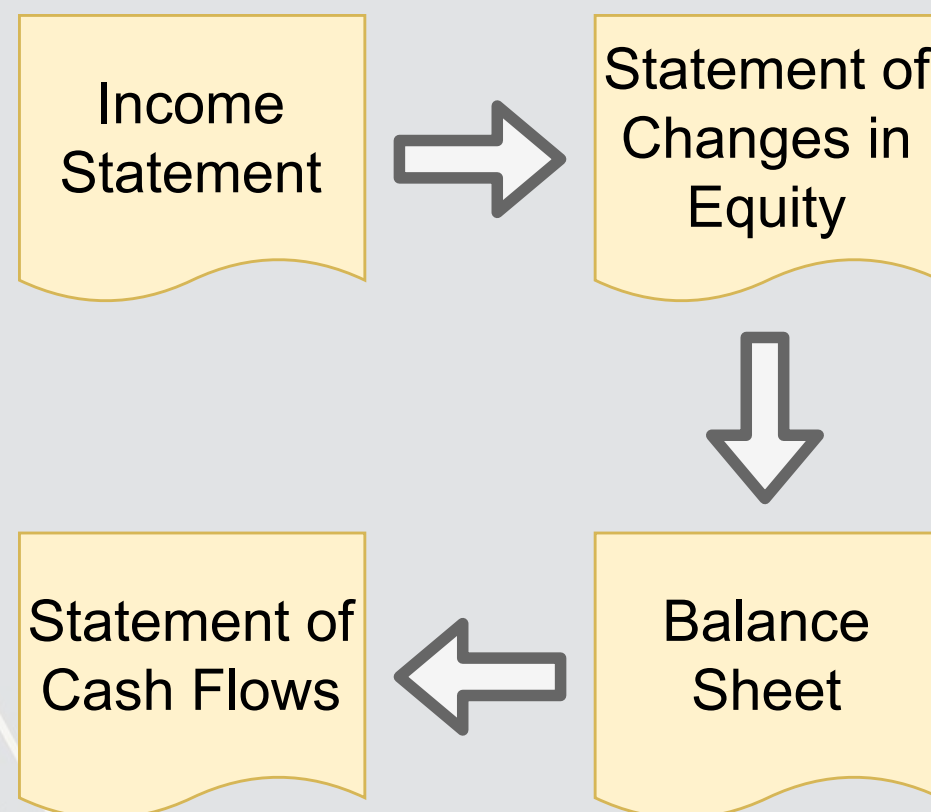 Income
Statement
Statement of
Changes in
Equity
Statement of
Cash Flows
Balance
Sheet